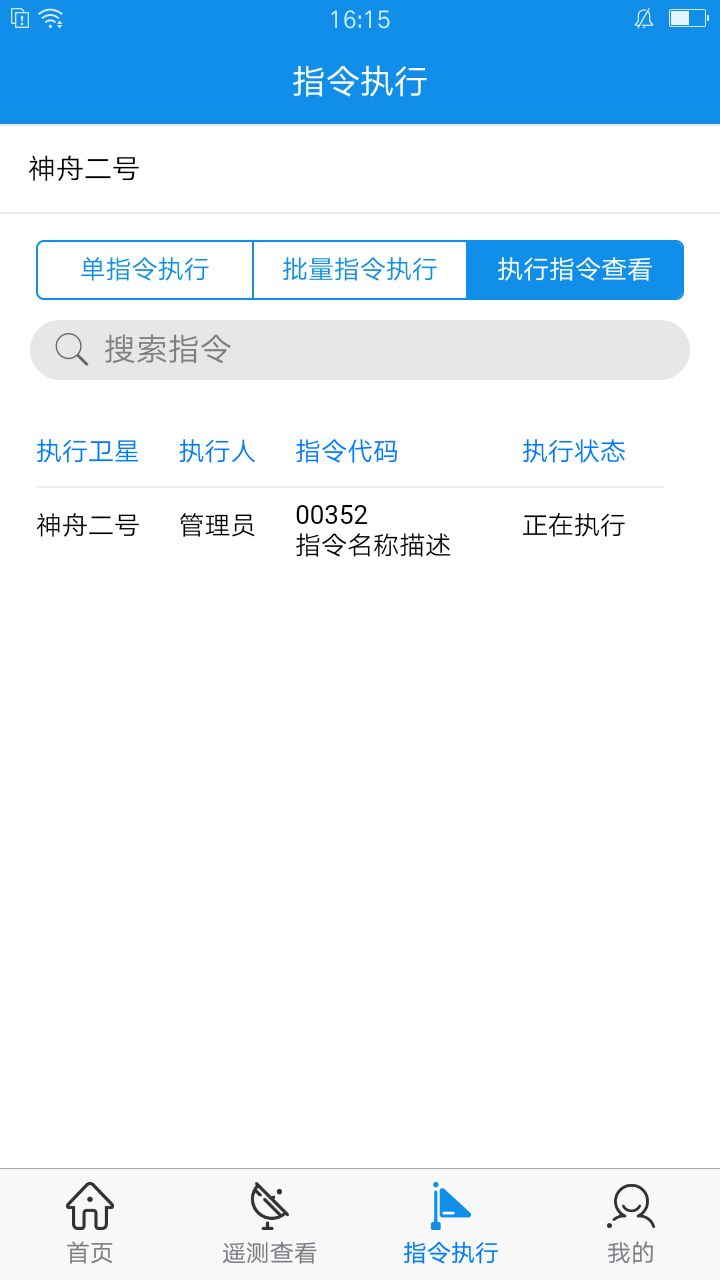 16:15
指令执行
神舟二号
单指令执行 批量指令执行 执行指令查看
搜索指令
执行卫星 执行人 指令代码 执行状态
神舟二号 管理员 00352 正在执行
指令名称描述
首页 遥测查看 指令执行 我的